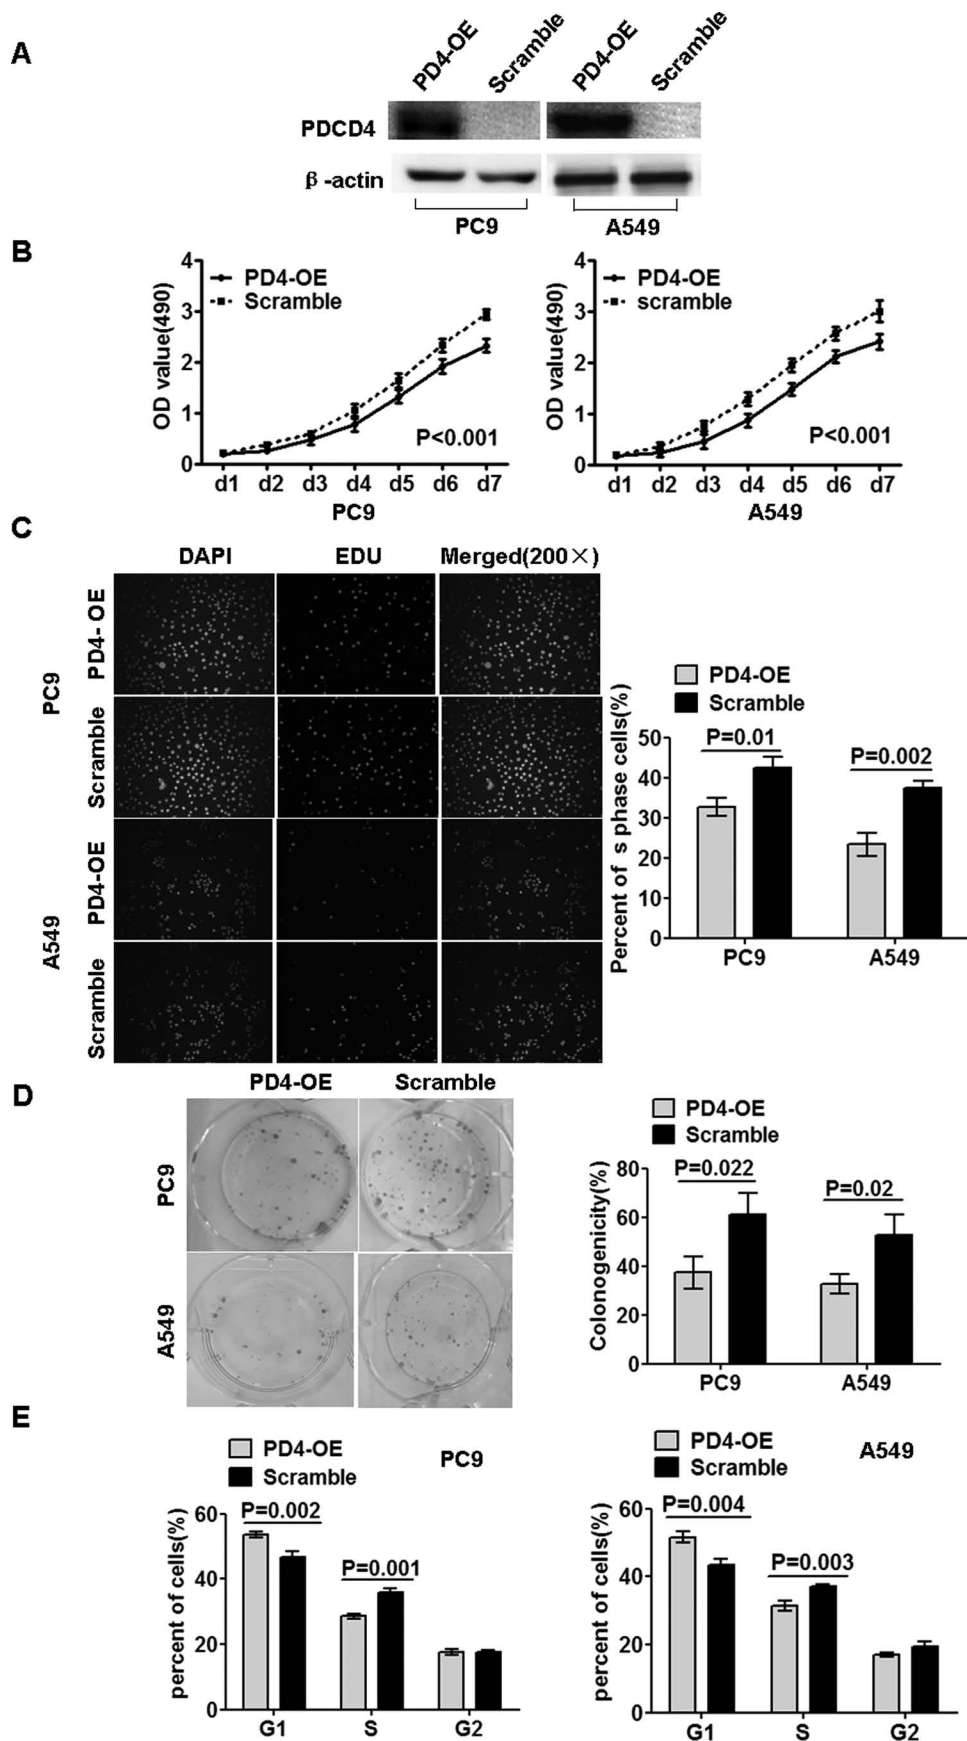 A
PD4-OE Scramble PD4-OE Scramble
PDCD4
β-actin
PC9 A549
B
4 3 2 1 0
OD value(490)
PD4-OE
Scramble
P<0.001
d1 d2 d3 d4 d5 d6 d7
PC9
4 3 2 1 0
OD value(490)
PD4-OE
scramble
P<0.001
d1 d2 d3 d4 d5 d6 d7
A549
C
DAPI EDU Merged(200×)
PC9
PD4- OE
Scramble
A549
PD4-OE
Scramble
PD4-OE
Scramble
Percent of s phase cells(%)
50 40 30 20 10 0
P=0.01 P=0.002
PC9 A549
D
PD4-OE Scramble
PC9
A549
PD4-OE
Scramble
Colonogenicity(%)
80 60 40 20 0
P=0.022 P=0.02
PC9 A549
E
PD4-OE
Scramble
PC9
percent of cells(%)
60 40 20 0
P=0.002
P=0.001
G1 S G2
PD4-OE
Scramble
A549
percent of cells(%)
60 40 20 0
P=0.004
P=0.003
G1 S G2